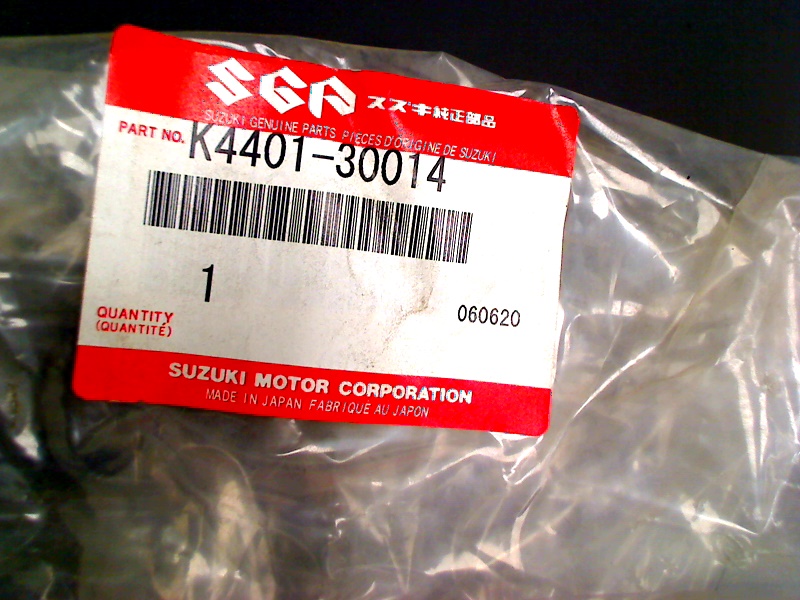 SGP スズキ純正部品
SUZUKI GENUINE PARTS PIECES D'ORIGINE DE SUZUKI
PART NO. K4401-30014
1
QUANTITY
(QUANTITÉ)
060620
SUZUKI MOTOR CORPORATION
MADE IN JAPAN FABRIQUE AU JAPON